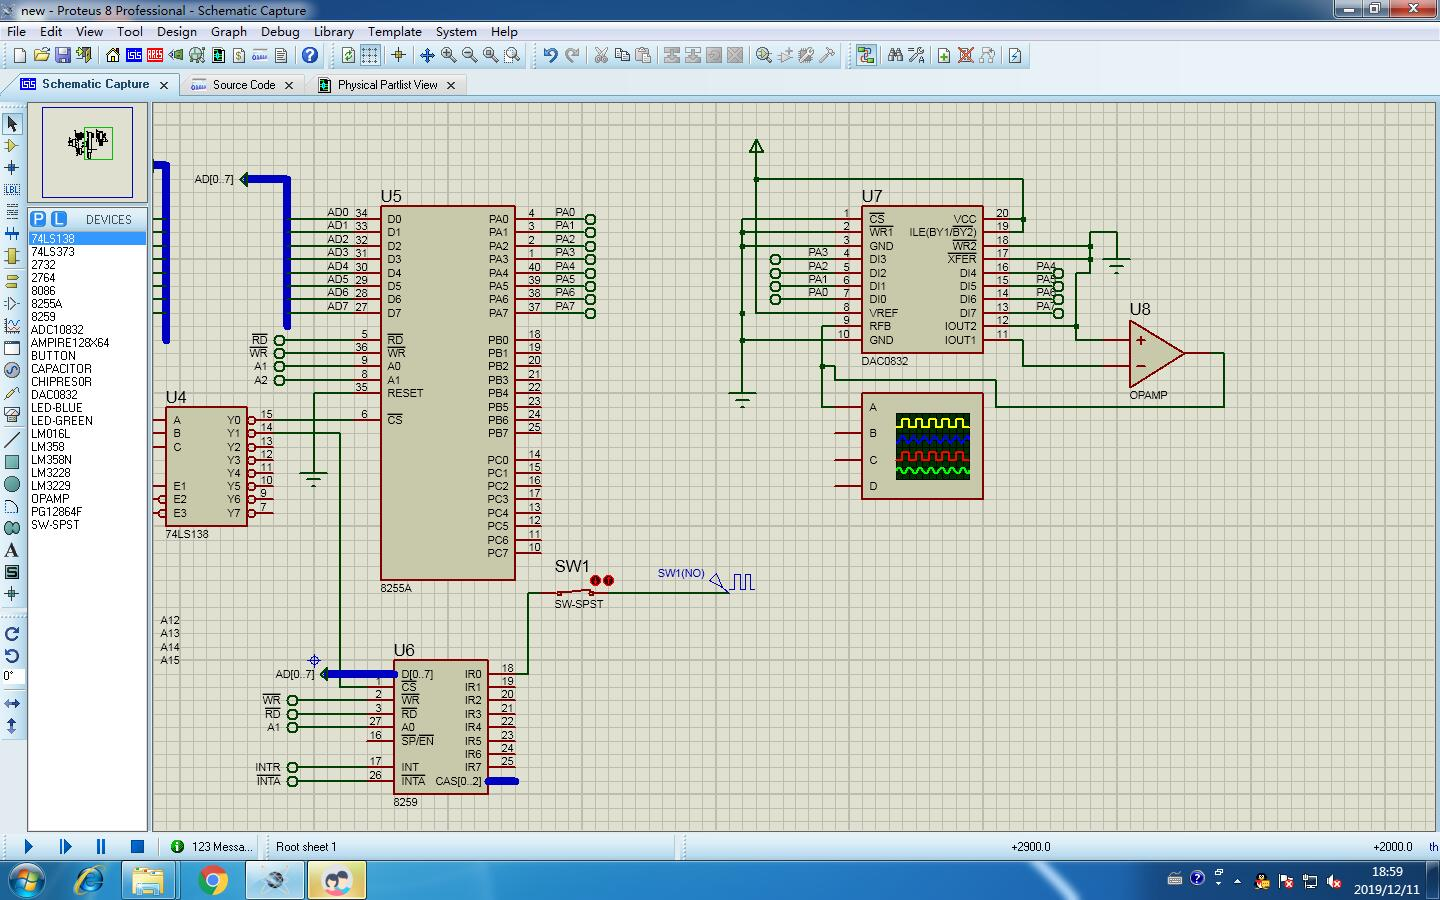 new - Proteus 8 Professional - Schematic Capture
File Edit View Tool Design Graph Debug Library Template System Help
Schematic Capture
Source Code
Physical Partlist View
P L DEVICES
74LS138
74LS373
2732
2764
8086
8255A
8259
ADC10832
AMPIRE128X64
BUTTON
CAPACITOR
CHIPRESOR
DAC0832
LED-BLUE
LED-GREEN
LM016L
LM358
LM358N
LM3228
LM3229
OPAMP
PG12864F
SW-SPST
0°
AD[0..7]
U5
AD0 34 D0 PA0 4 PA0
AD1 33 D1 PA1 3 PA1
AD2 32 D2 PA2 2 PA2
AD3 31 D3 PA3 1 PA3
AD4 30 D4 PA4 40 PA4
AD5 29 D5 PA5 39 PA5
AD6 28 D6 PA6 38 PA6
AD7 27 D7 PA7 37 PA7
RD 5 RD PB0 18
WR 36 WR PB1 19
A1 9 A0 PB2 20
A2 8 A1 PB3 21
35 RESET PB4 22
PB5 23
6 CS PB6 24
PB7 25
PC0 14
PC1 15
PC2 16
PC3 17
PC4 13
PC5 12
PC6 11
PC7 10
8255A
U4
A Y0 15
B Y1 14
C Y2 13
Y3 12
Y4 11
E1 Y5 10
E2 Y6 9
E3 Y7 7
74LS138
A12
A13
A14
A15
U7
1 CS VCC 20
2 WR1 ILE(BY1/BY2) 19
3 GND WR2 18
PA3 4 DI3 XFER 17
PA2 5 DI2 DI4 16 PA4
PA1 6 DI1 DI5 15 PA5
PA0 7 DI0 DI6 14 PA6
8 VREF DI7 13 PA7
9 RFB IOUT2 12
10 GND IOUT1 11
DAC0832
U8
OPAMP
A
B
C
D
SW1
SW-SPST
SW1(NO)
U6
AD[0..7] D[0..7] IR0 18
1 CS IR1 19
WR 2 WR IR2 20
RD 3 RD IR3 21
A1 27 A0 IR4 22
16 SP/EN IR5 23
IR6 24
INTR 17 INT IR7 25
INTA 26 INTA CAS[0..2]
8259
123 Messa...
Root sheet 1
+2900.0
+2000.0
th
18:59
2019/12/11